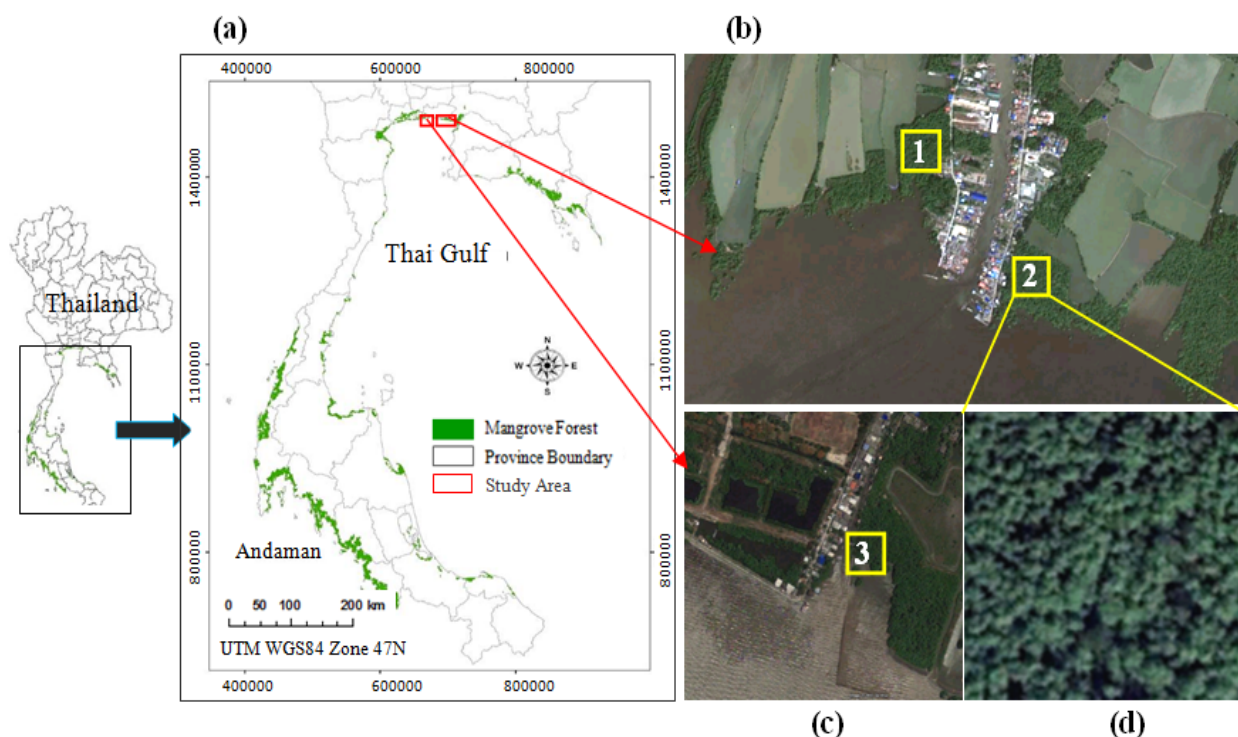 (a)
(b)
400000
600000
800000
1400000
1400000
1
Thai Gulf
2
Thailand
N
W
E
S
1100000
1100000
Mangrove Forest
Province Boundary
Study Area
3
Andaman
800000
800000
0 50 100 200 km
UTM WGS84 Zone 47N
400000
600000
800000
(c)
(d)